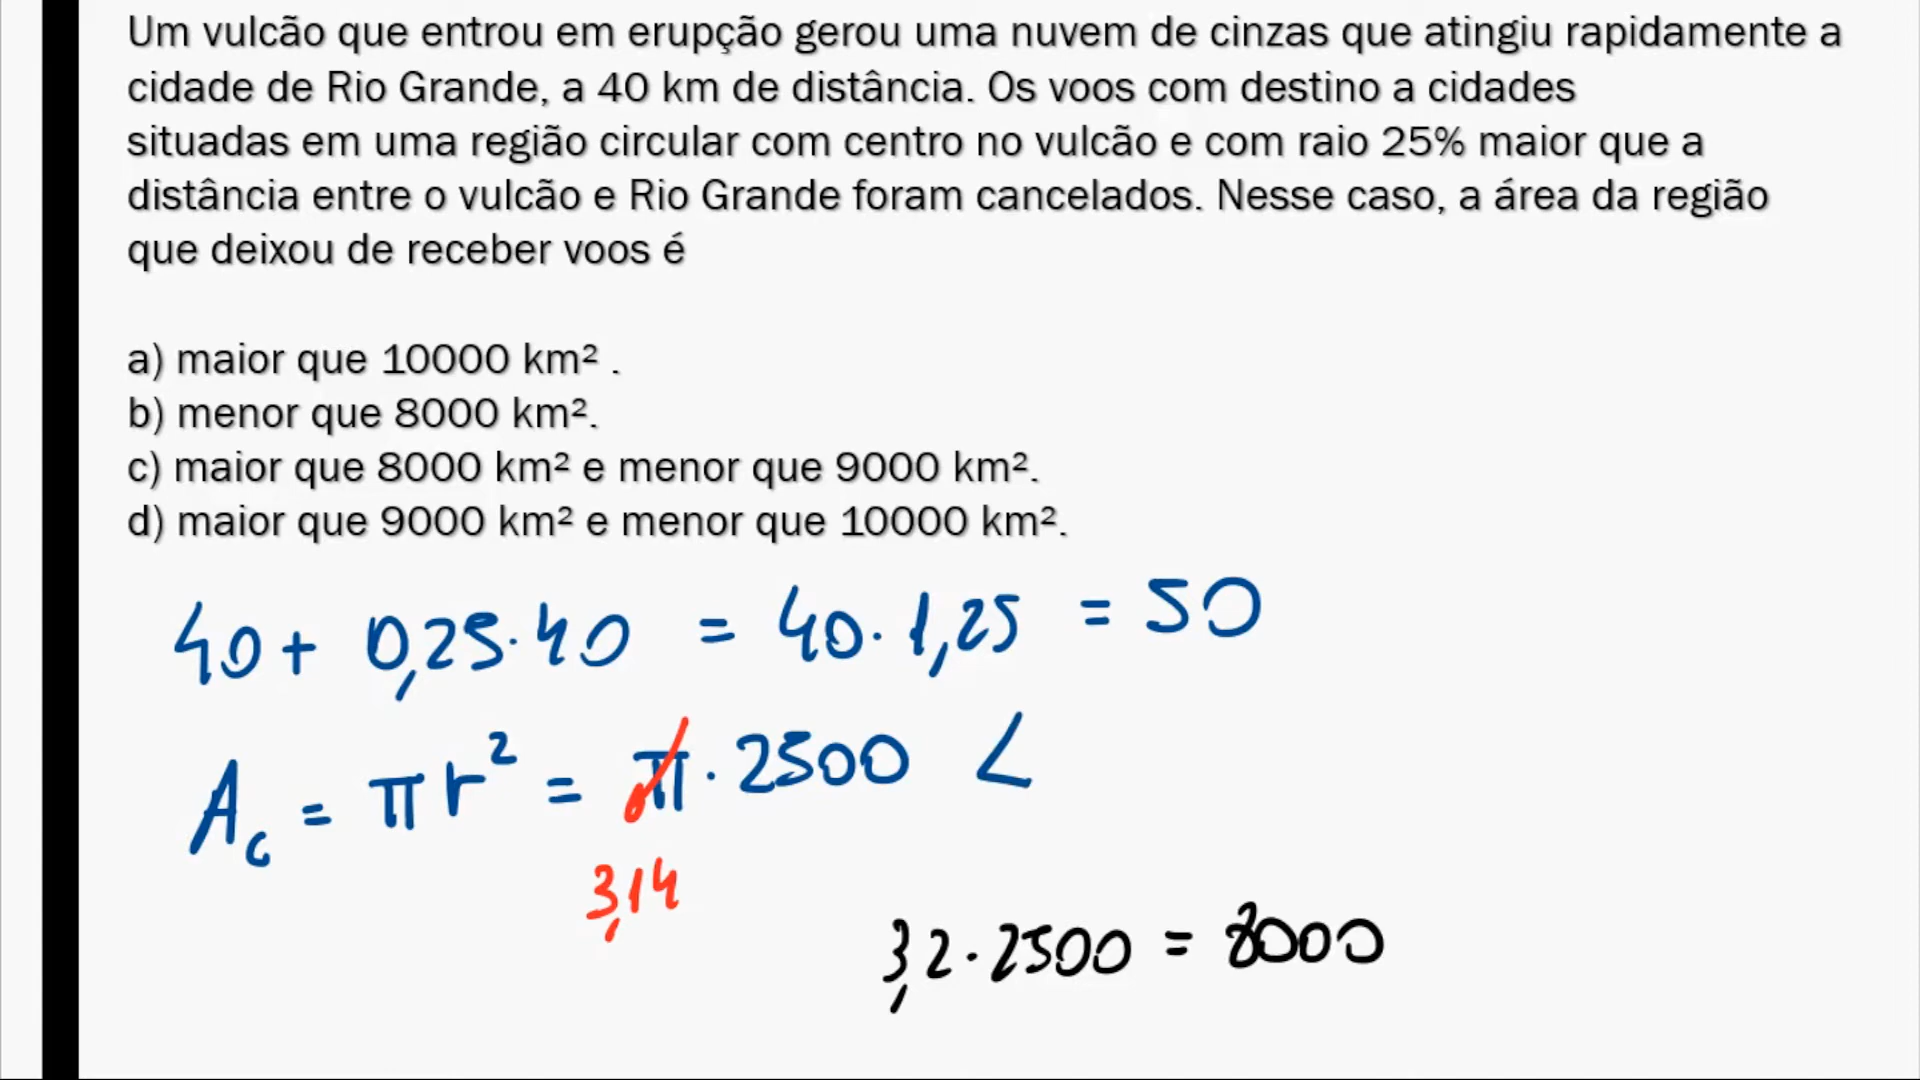 Um vulcão que entrou em erupção gerou uma nuvem de cinzas que atingiu rapidamente a
cidade de Rio Grande, a 40 km de distância. Os voos com destino a cidades
situadas em uma região circular com centro no vulcão e com raio 25% maior que a
distância entre o vulcão e Rio Grande foram cancelados. Nesse caso, a área da região
que deixou de receber voos é
a) maior que 10000 km² .
b) menor que 8000 km².
c) maior que 8000 km² e menor que 9000 km².
d) maior que 9000 km² e menor que 10000 km².
40 + 0,25·40 = 40·1,25 = 50
Ac = πr² = π·2500 <
3,14
3,2·2500 = 8000